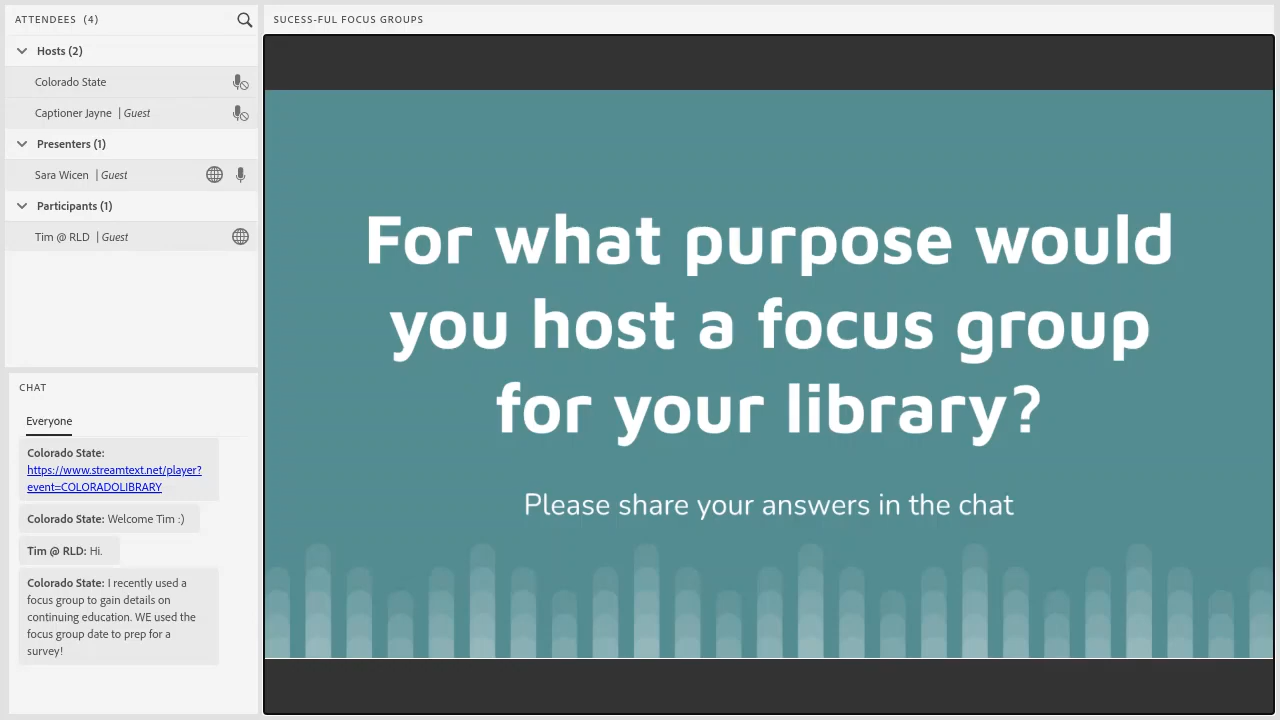 ATTENDEES (4)
Hosts (2)
Colorado State
Captioner Jayne | Guest
Presenters (1)
Sara Wicen | Guest
Participants (1)
Tim @ RLD | Guest
CHAT
Everyone
Colorado State:
https://www.streamtext.net/player?
event=COLORADOLIBRARY
Colorado State: Welcome Tim :)
Tim @ RLD: Hi.
Colorado State: I recently used a
focus group to gain details on
continuing education. WE used the
focus group date to prep for a
survey!
SUCESS-FUL FOCUS GROUPS
For what purpose would
you host a focus group
for your library?
Please share your answers in the chat